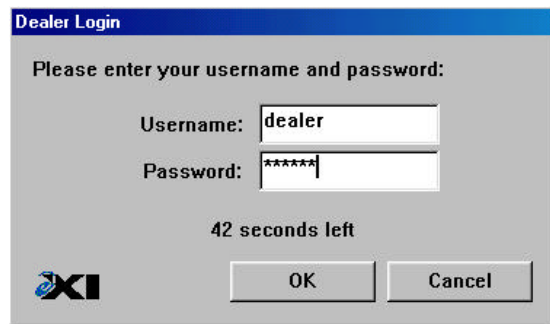 Dealer Login
Please enter your username and password:
Username: dealer
Password: ******
42 seconds left
XI OK Cancel